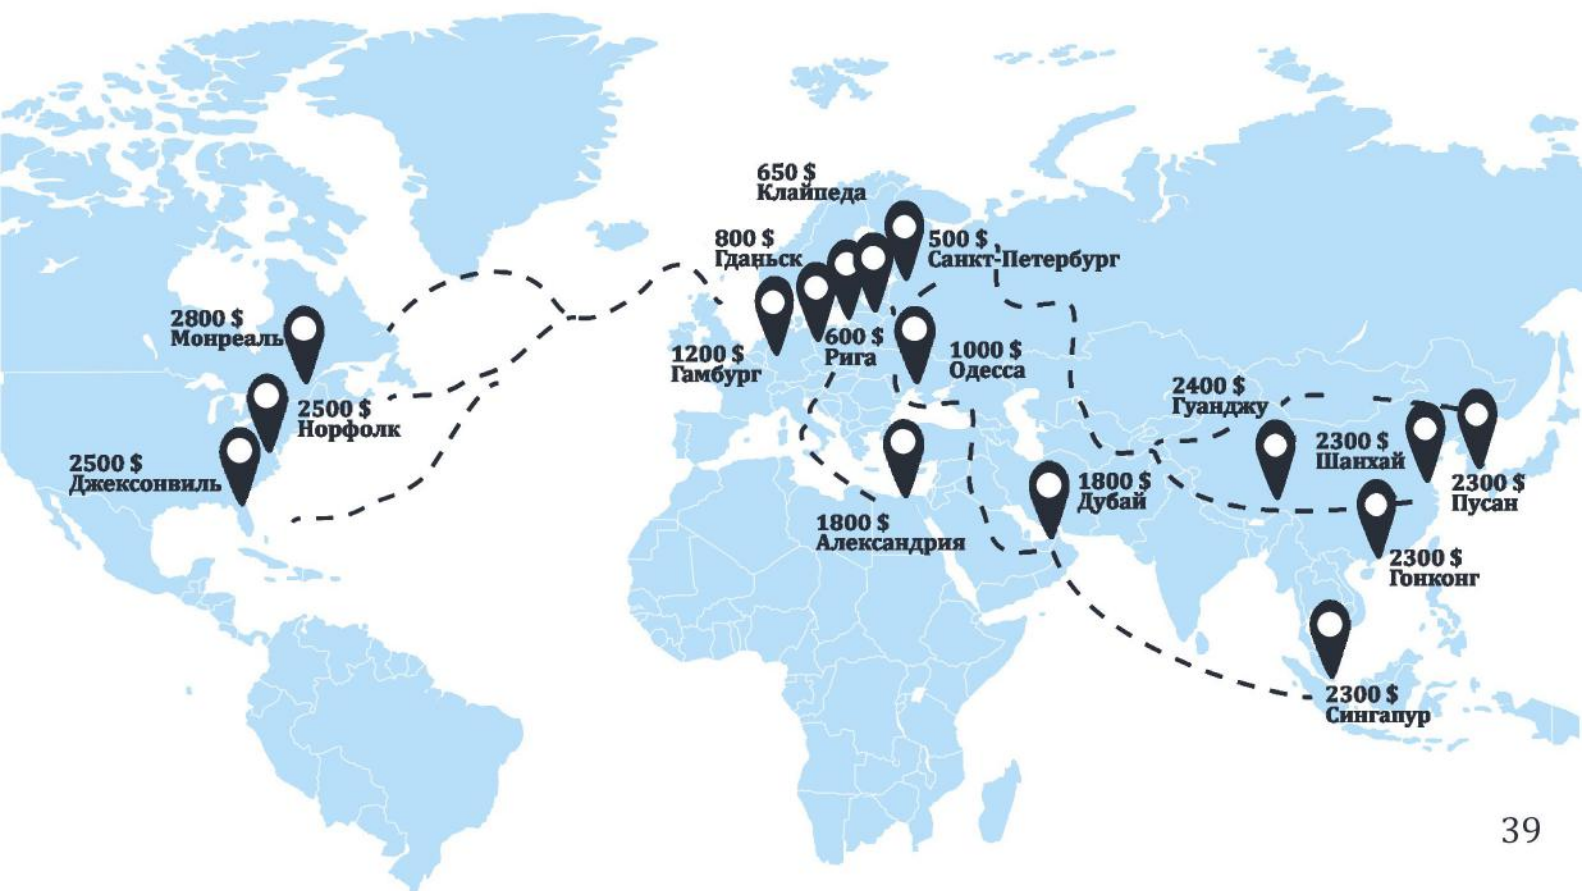 650 $
Клайпеда
800 $
Гданьск
500 $
Санкт-Петербург
2800 $
Монреаль
1200 $
Гамбург
600 $
Рига
1000 $
Одесса
2500 $
Норфолк
2400 $
Гуанджу
2300 $
Шанхай
2500 $
Джексонвиль
1800 $
Дубай
2300 $
Пусан
1800 $
Александрия
2300 $
Гонконг
2300 $
Сингапур
39